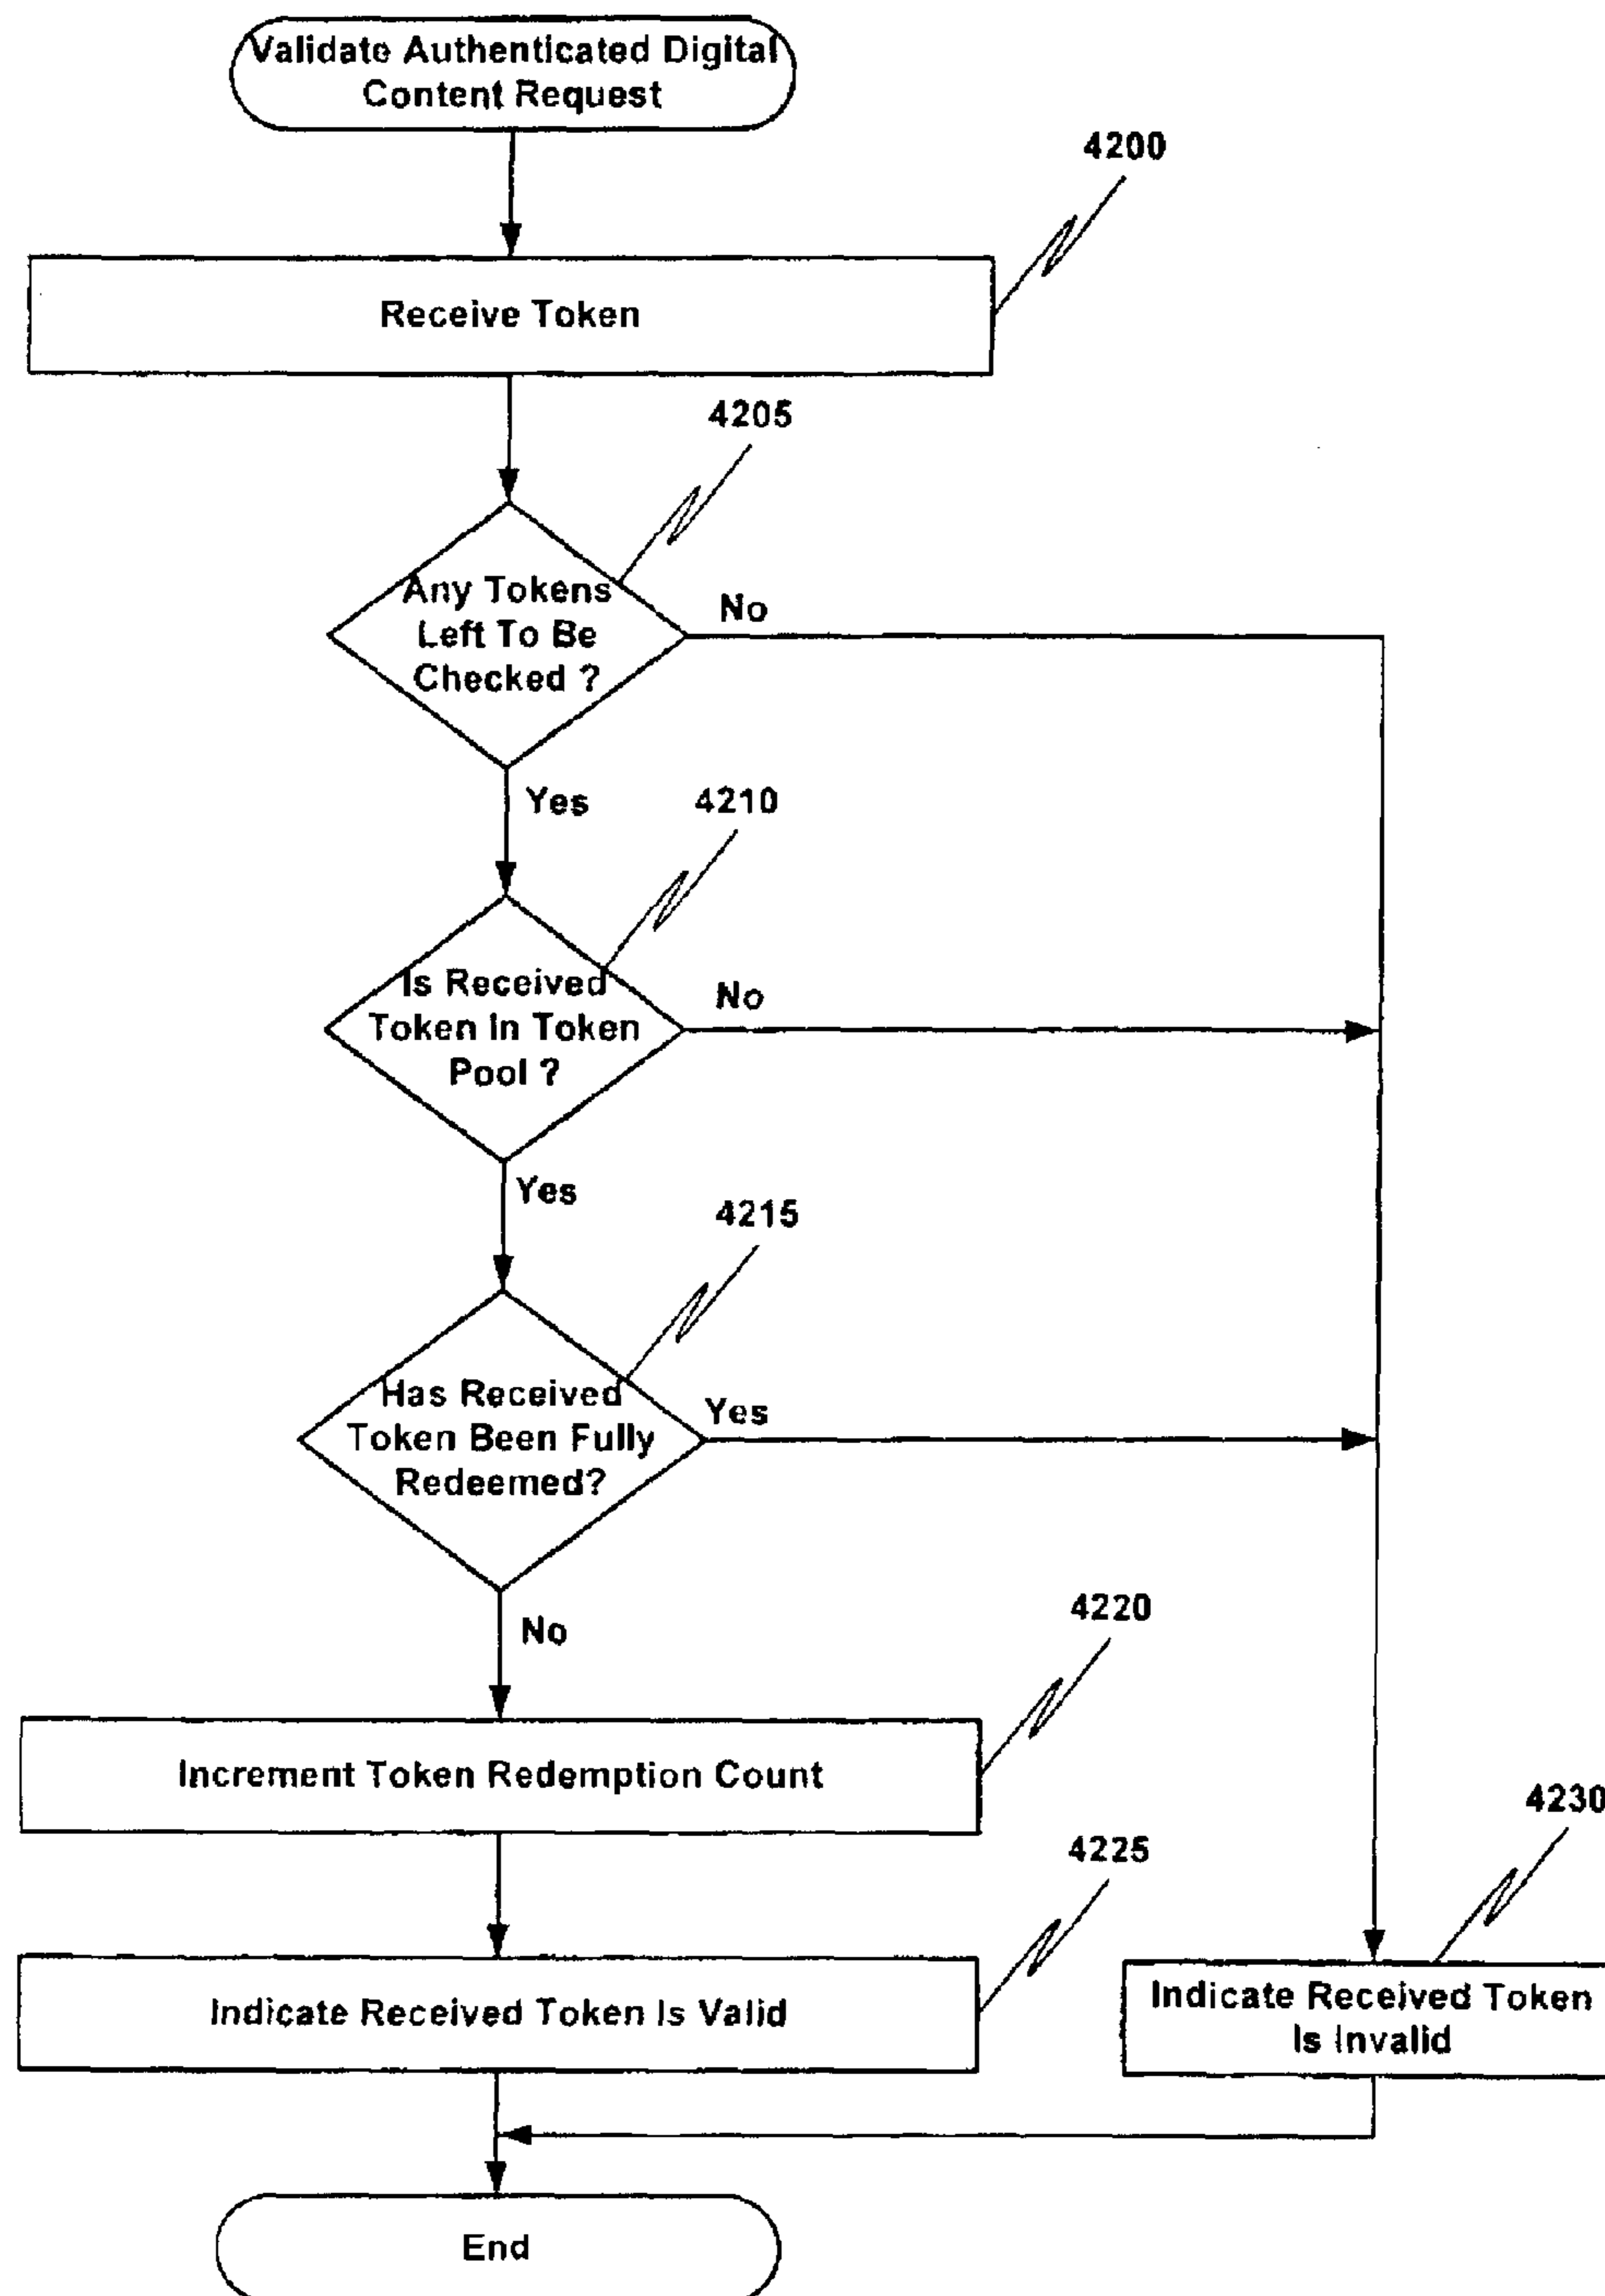 Validate Authenticated Digital
Content Request
4200
Receive Token
4205
Any Tokens
Left To Be
Checked ?
No
Yes
4210
Is Received
Token In Token
Pool ?
No
Yes
4215
Has Received
Token Been Fully
Redeemed?
Yes
No
4220
Increment Token Redemption Count
4230
4225
Indicate Received Token Is Valid
Indicate Received Token
Is Invalid
End